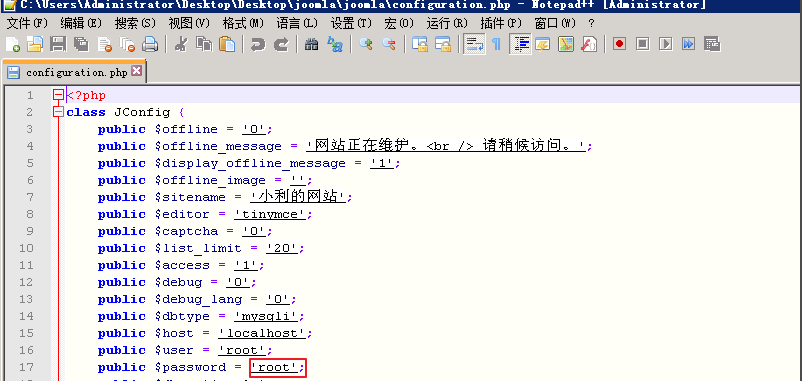 C:\Users\Administrator\Desktop\Desktop\joomla\joomla\configuration.php - Notepad++ [Administrator]
文件(F) 编辑(E) 搜索(S) 视图(V) 格式(M) 语言(L) 设置(T) 宏(O) 运行(R) 插件(P) 窗口(W) ?
configuration.php
1 <?php
2 class JConfig {
3 public $offline = '0';
4 public $offline_message = '网站正在维护。<br /> 请稍候访问。';
5 public $display_offline_message = '1';
6 public $offline_image = '';
7 public $sitename = '小利的网站';
8 public $editor = 'tinymce';
9 public $captcha = '0';
10 public $list_limit = '20';
11 public $access = '1';
12 public $debug = '0';
13 public $debug_lang = '0';
14 public $dbtype = 'mysqli';
15 public $host = 'localhost';
16 public $user = 'root';
17 public $password = 'root';